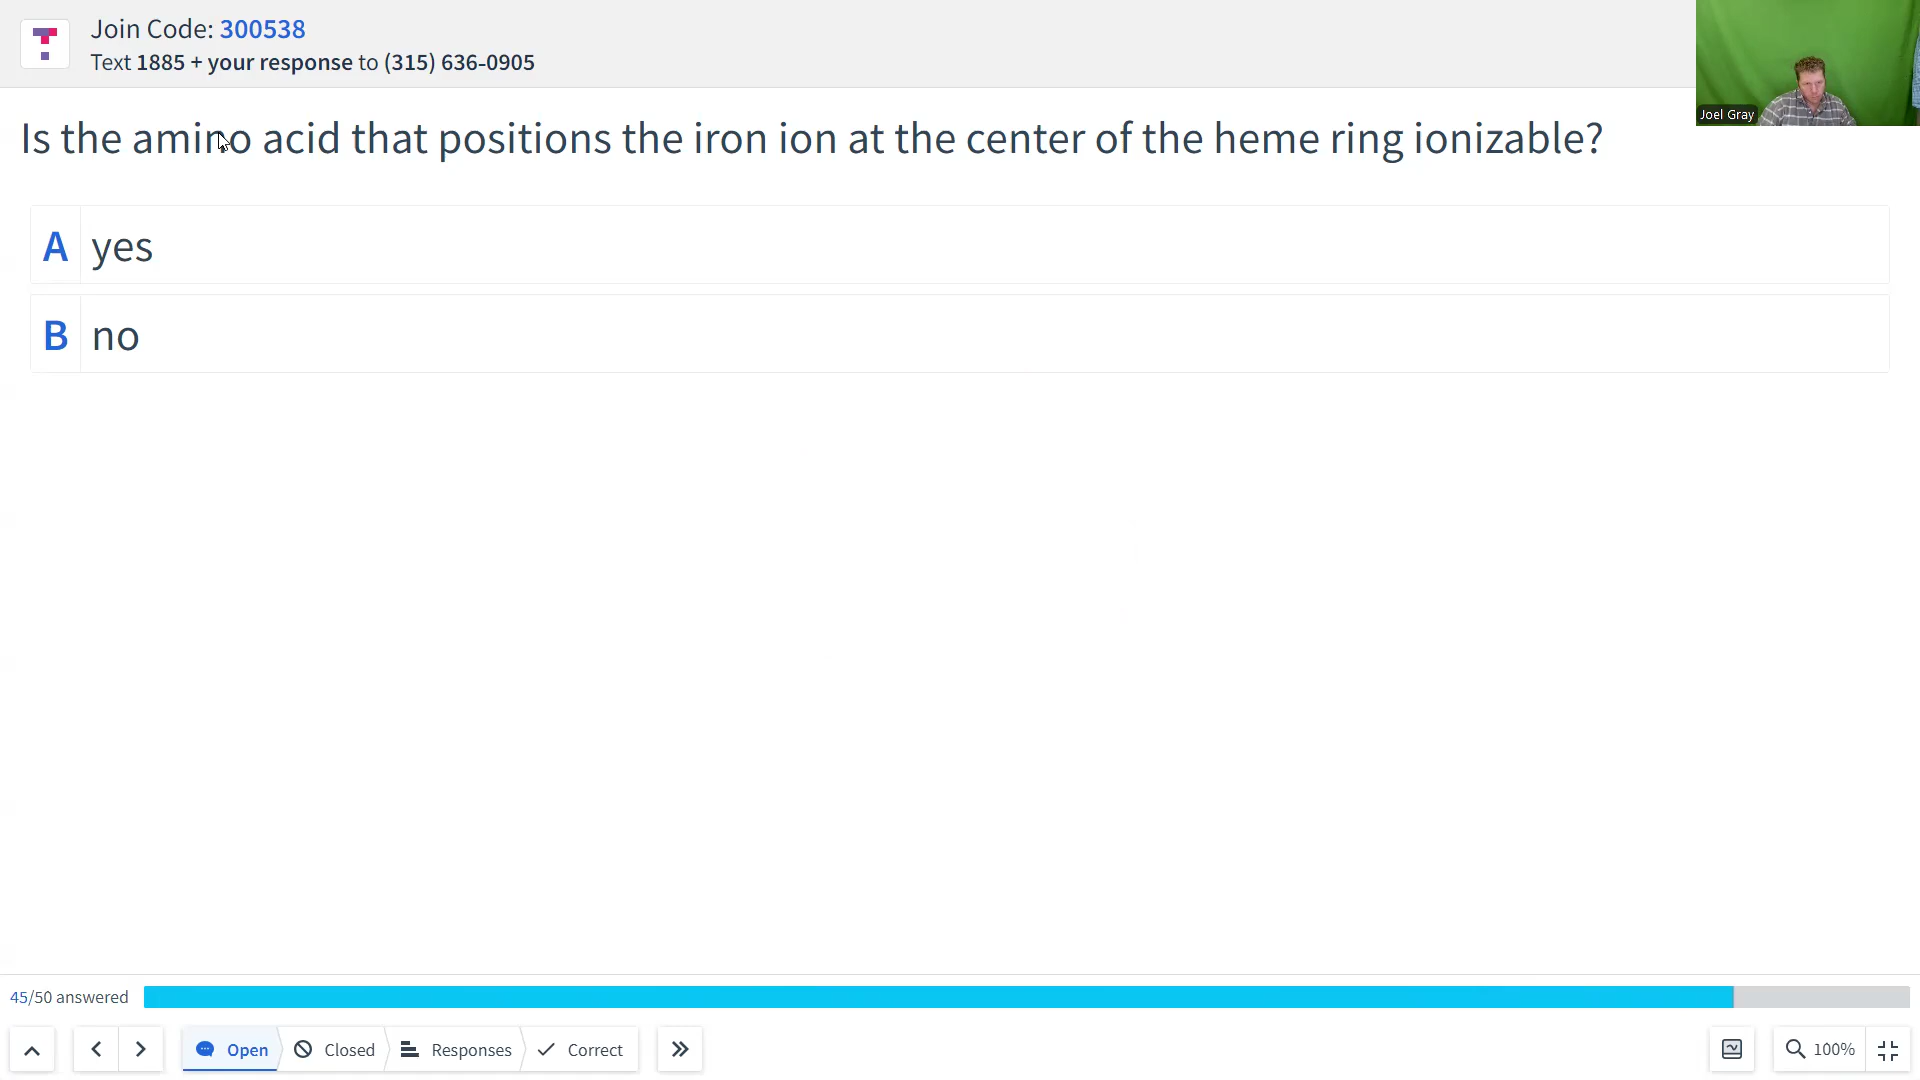 Join Code: 300538
Text 1885 + your response to (315) 636-0905
Joel Gray
Is the amino acid that positions the iron ion at the center of the heme ring ionizable?
A yes
B no
45/50 answered
Open Closed Responses Correct 100%